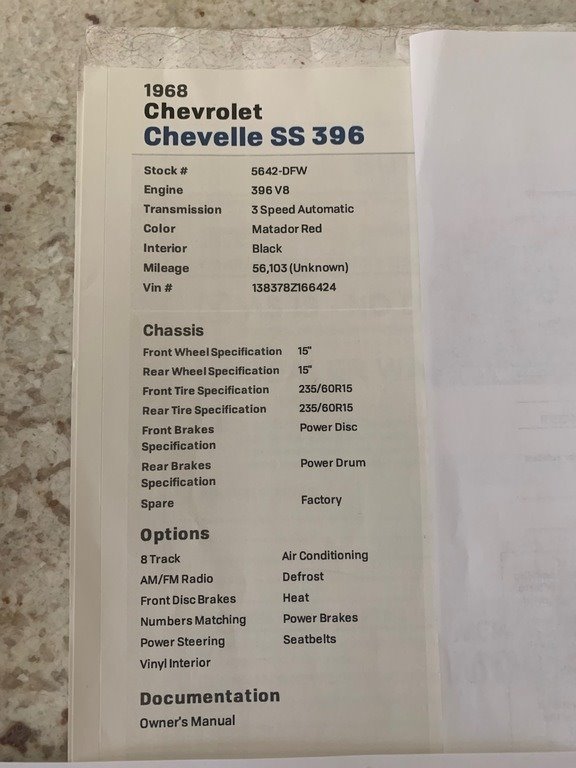 1968
Chevrolet
Chevelle SS 396
Stock # 5642-DFW
Engine 396 V8
Transmission 3 Speed Automatic
Color Matador Red
Interior Black
Mileage 56,103 (Unknown)
Vin # 138378Z166424
Chassis
Front Wheel Specification 15"
Rear Wheel Specification 15"
Front Tire Specification 235/60R15
Rear Tire Specification 235/60R15
Front Brakes Power Disc
Specification
Rear Brakes Power Drum
Specification
Spare Factory
Options
8 Track Air Conditioning
AM/FM Radio Defrost
Front Disc Brakes Heat
Numbers Matching Power Brakes
Power Steering Seatbelts
Vinyl Interior
Documentation
Owner's Manual